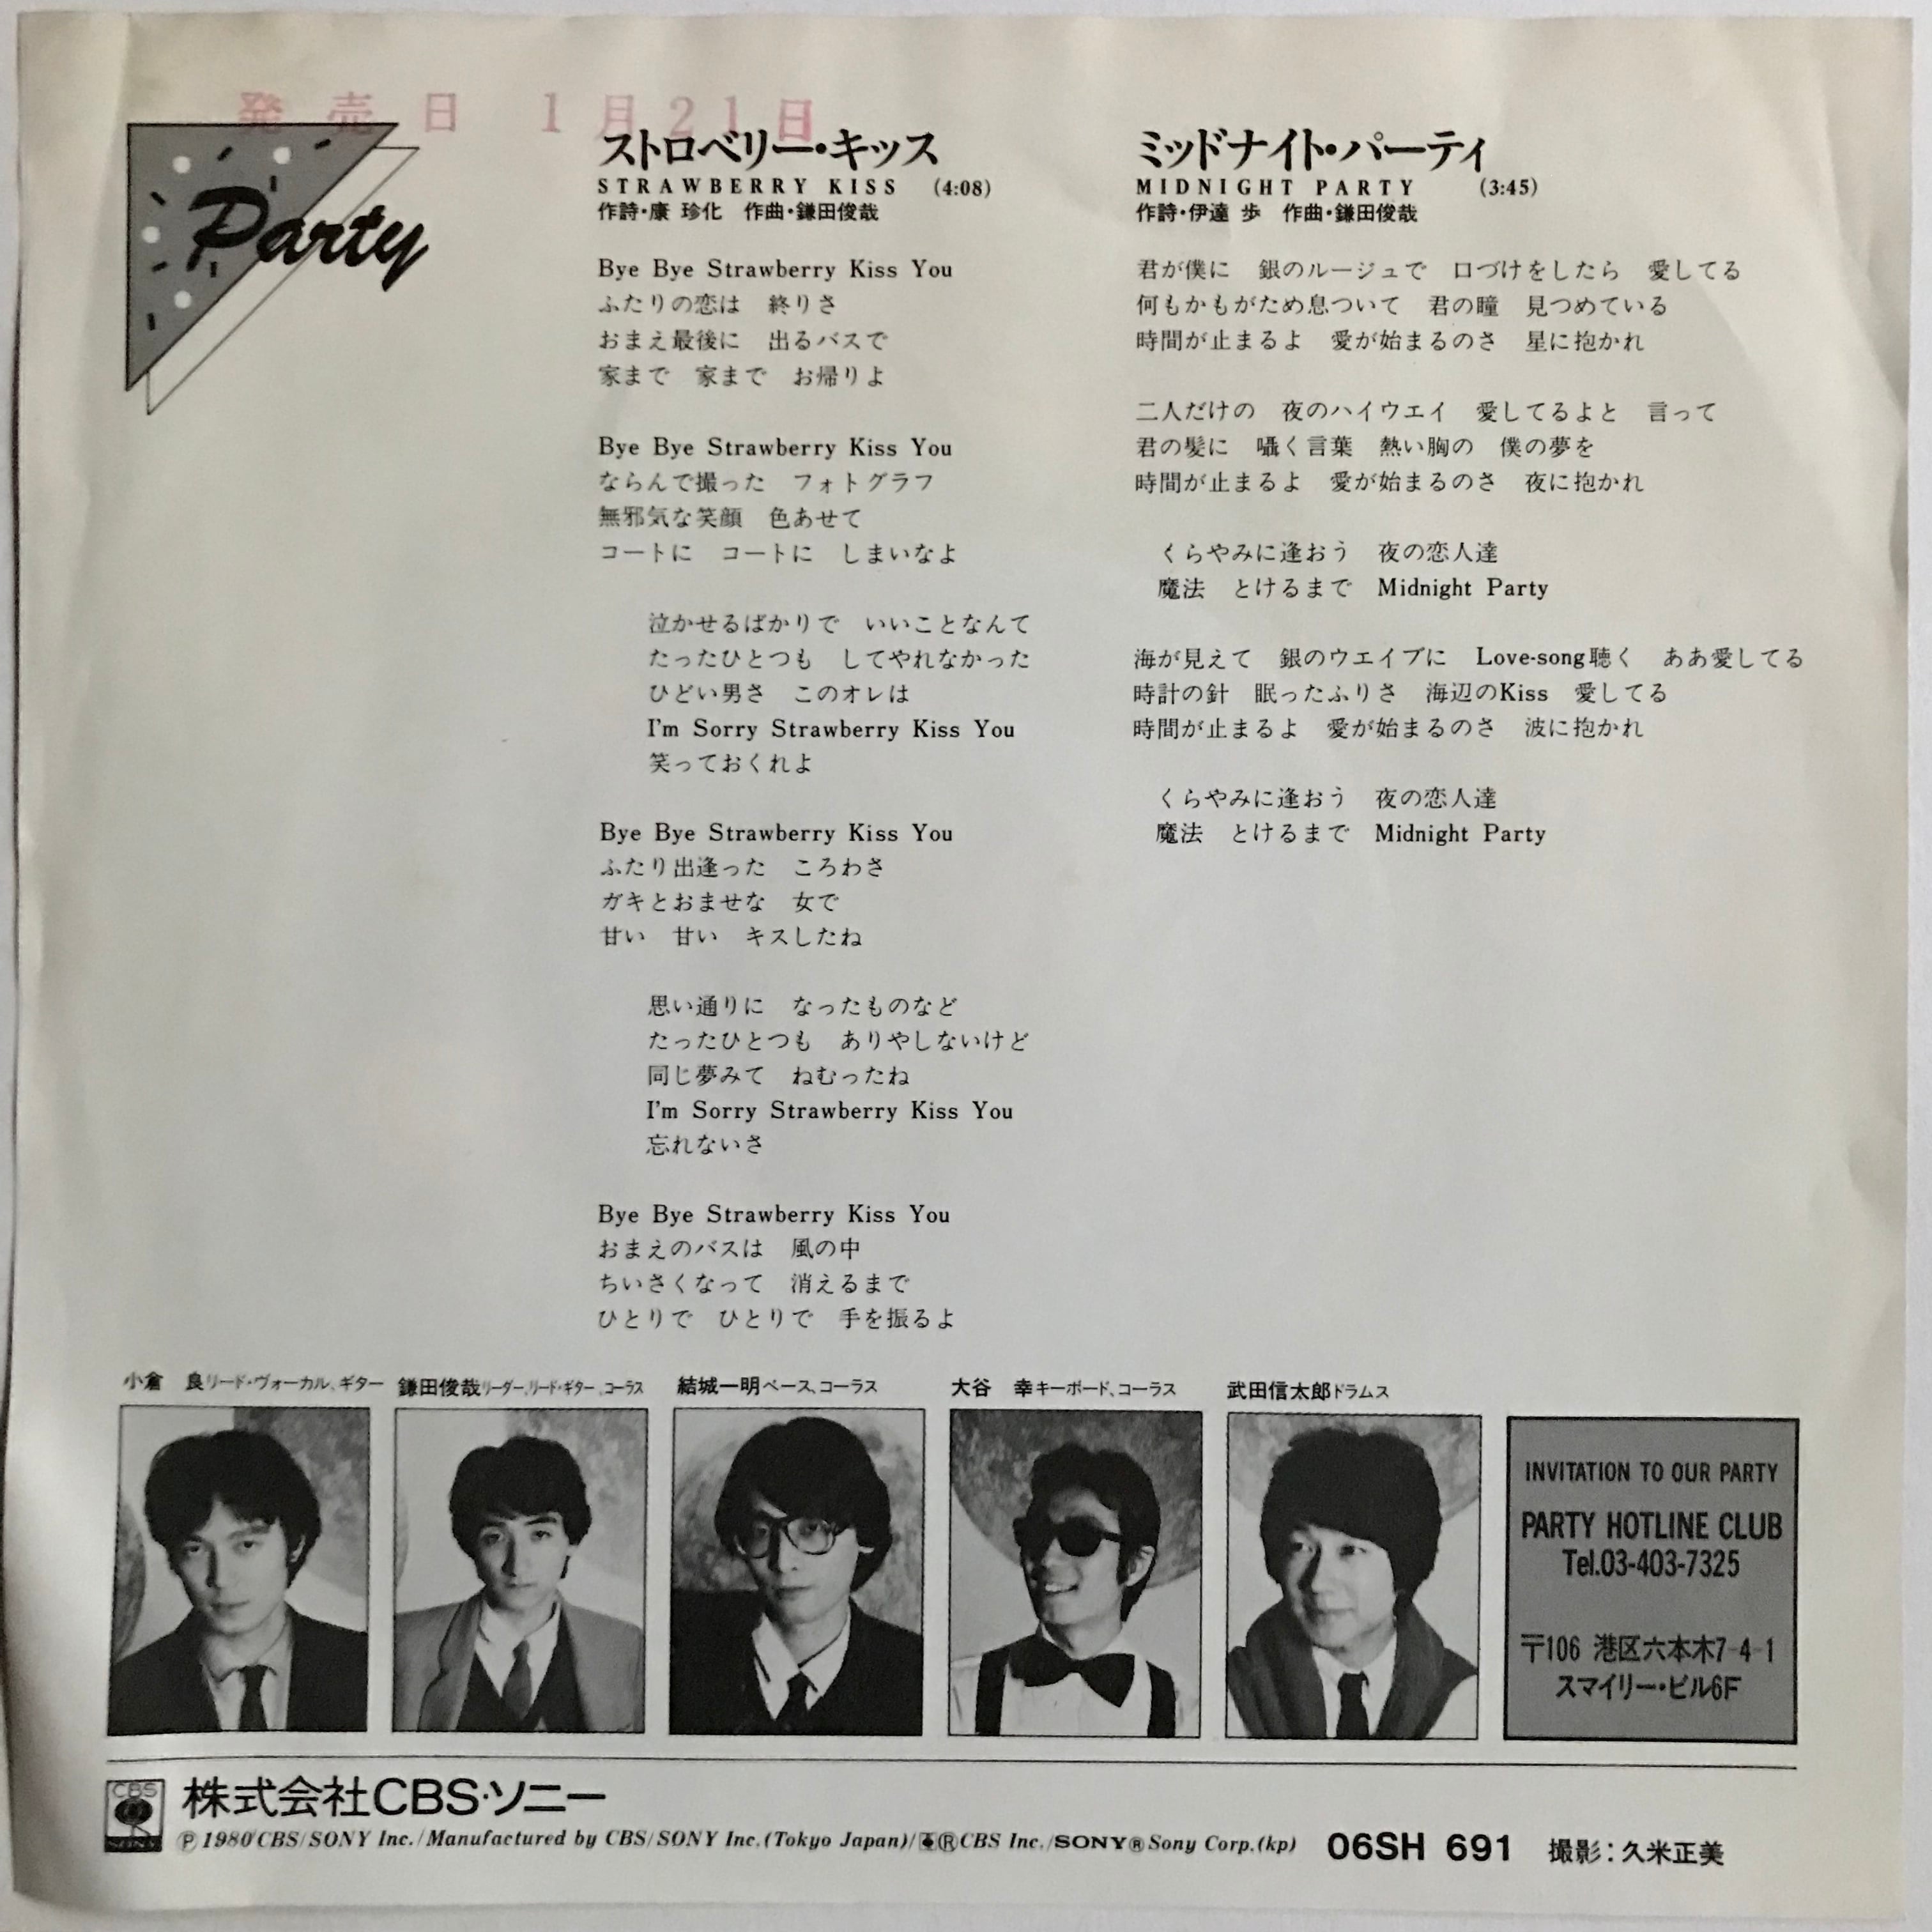 発売日 1月21日
Party
ストロベリー・キッス
STRAWBERRY KISS (4:08)
作詩・康 珍化 作曲・鎌田俊哉
Bye Bye Strawberry Kiss You
ふたりの恋は 終りさ
おまえ最後に 出るバスで
家まで 家まで お帰りよ
Bye Bye Strawberry Kiss You
ならんで撮った フォトグラフ
無邪気な笑顔 色あせて
コートに コートに しまいなよ
泣かせるばかりで いいことなんて
たったひとつも してやれなかった
ひどい男さ このオレは
I'm Sorry Strawberry Kiss You
笑っておくれよ
Bye Bye Strawberry Kiss You
ふたり出逢った ころわさ
ガキとおませな 女で
甘い 甘い キスしたね
思い通りに なったものなど
たったひとつも ありやしないけど
同じ夢みて ねむったね
I'm Sorry Strawberry Kiss You
忘れないさ
Bye Bye Strawberry Kiss You
おまえのバスは 風の中
ちいさくなって 消えるまで
ひとりで ひとりで 手を振るよ
ミッドナイト・パーティ
MIDNIGHT PARTY (3:45)
作詩・伊達 歩 作曲・鎌田俊哉
君が僕に 銀のルージュで 口づけをしたら 愛してる
何もかもがため息ついて 君の瞳 見つめている
時間が止まるよ 愛が始まるのさ 星に抱かれ
二人だけの 夜のハイウエイ 愛してるよと 言って
君の髪に 囁く言葉 熱い胸の 僕の夢を
時間が止まるよ 愛が始まるのさ 夜に抱かれ
くらやみに逢おう 夜の恋人達
魔法 とけるまで Midnight Party
海が見えて 銀のウエイブに Love-song聴く ああ愛してる
時計の針 眠ったふりさ 海辺のKiss 愛してる
時間が止まるよ 愛が始まるのさ 波に抱かれ
くらやみに逢おう 夜の恋人達
魔法 とけるまで Midnight Party
小倉 良リード・ヴォーカル、ギター
鎌田俊哉リーダー、リード・ギター、コーラス
結城一明ベース、コーラス
大谷 幸キーボード、コーラス
武田信太郎ドラムス
INVITATION TO OUR PARTY
PARTY HOTLINE CLUB
Tel.03-403-7325
〒106 港区六本木7-4-1
スマイリー・ビル6F
CBS
SONY
株式会社CBS・ソニー
Ⓟ1980 CBS/SONY Inc./Manufactured by CBS/SONY Inc.(Tokyo Japan)/®CBS Inc./SONY®Sony Corp.(kp) 06SH 691 撮影：久米正美